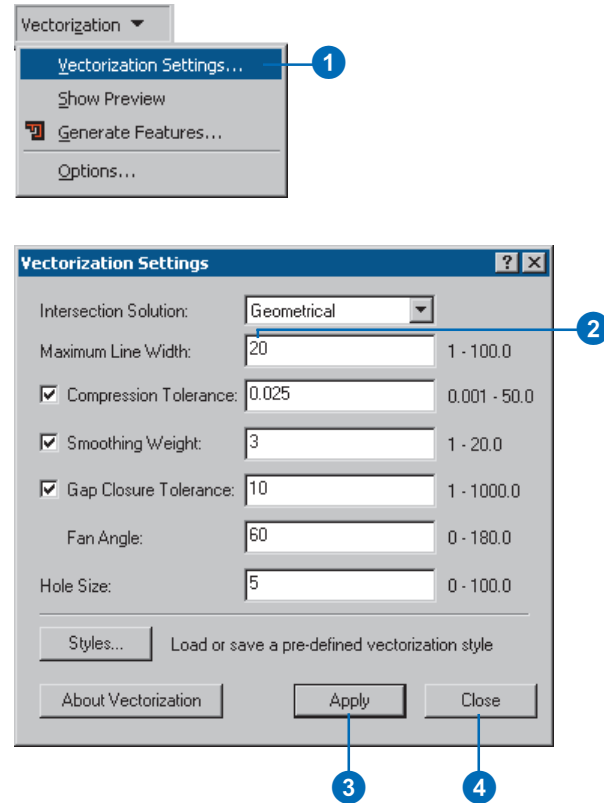 Vectorization
Vectorization Settings... 1
Show Preview
Generate Features...
Options...
Vectorization Settings ? X
Intersection Solution: Geometrical
2
Maximum Line Width: 20 1 - 100.0
Compression Tolerance: 0.025 0.001 - 50.0
Smoothing Weight: 3 1 - 20.0
Gap Closure Tolerance: 10 1 - 1000.0
Fan Angle: 60 0 - 180.0
Hole Size: 5 0 - 100.0
Styles... Load or save a pre-defined vectorization style
About Vectorization Apply Close
3 4